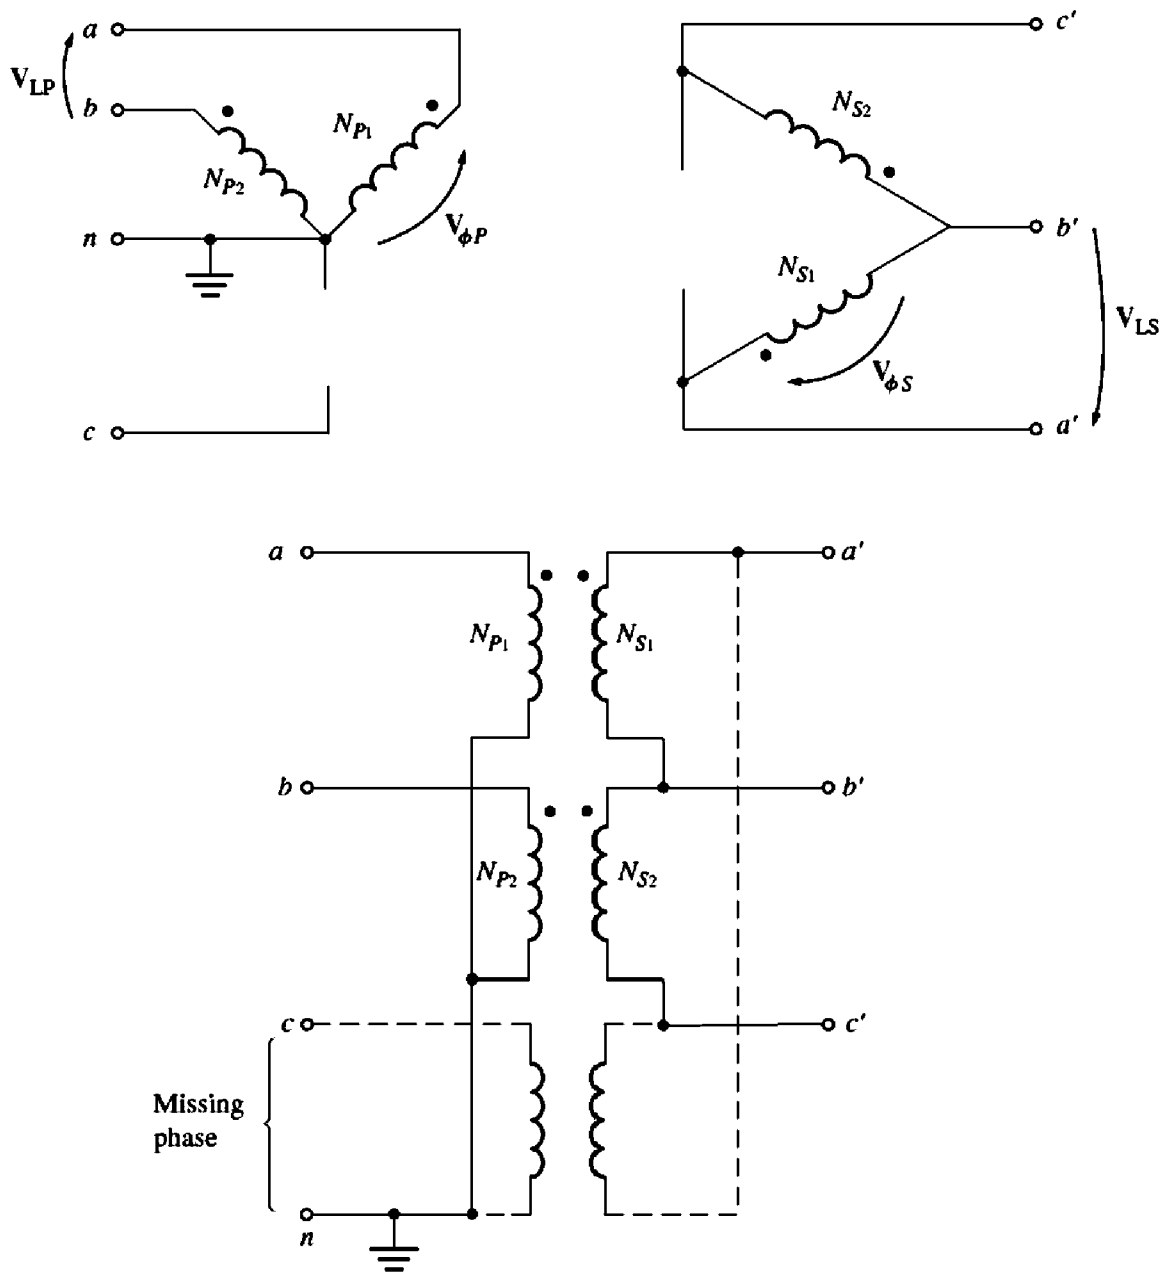 a
V_LP
b
N_P1
N_P2
V_ϕP
n
c
c'
N_S2
b'
N_S1
V_LS
V_ϕS
a'
a
a'
N_P1
N_S1
b
b'
N_P2
N_S2
c
c'
Missing
phase
n